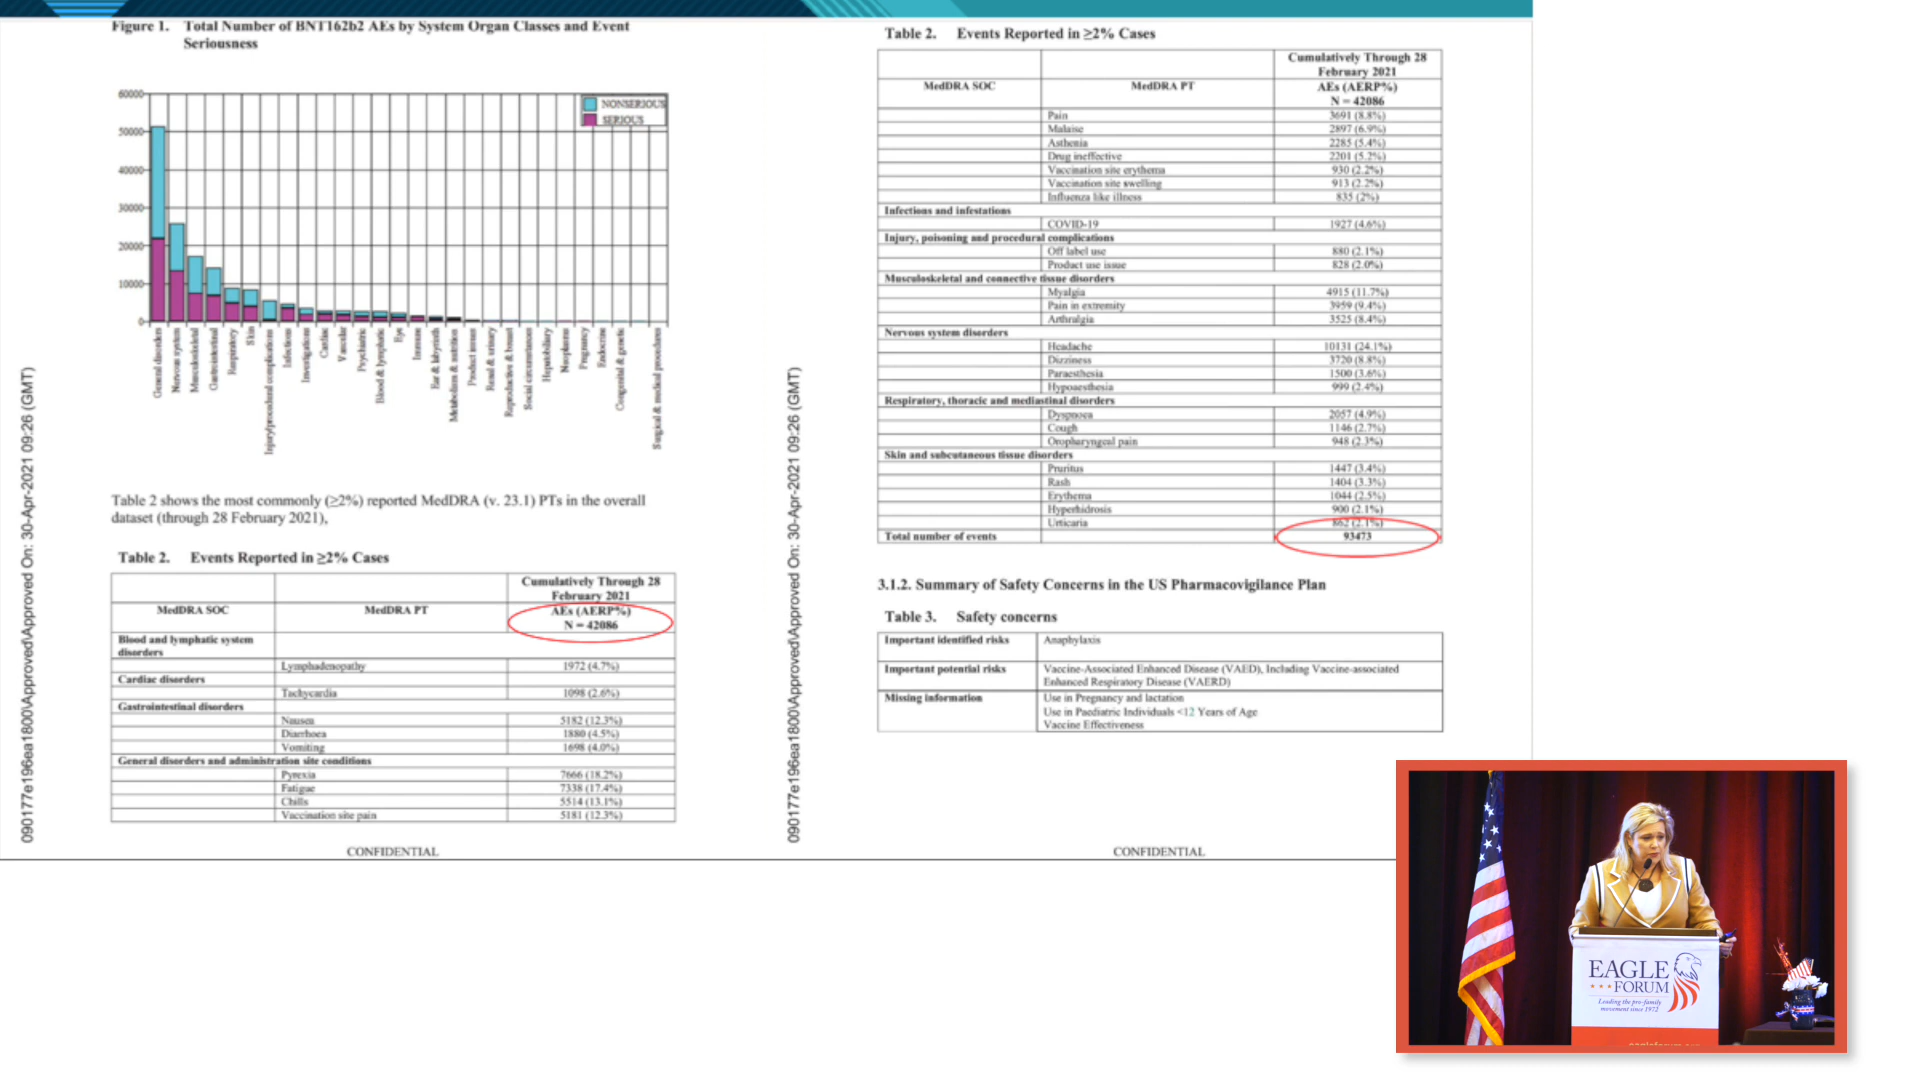 Figure 1. Total Number of BNT162b2 AEs by System Organ Classes and Event
Seriousness
NONSERIOUS
SERIOUS
60000
50000
40000
30000
20000
10000
0
General disorders
Nervous system
Musculoskeletal
Gastrointestinal
Respiratory
Skin
Injury/procedural complications
Infections
Investigations
Cardiac
Vascular
Psychiatric
Blood & lymphatic
Eye
Immune
Ear & labyrinth
Metabolism & nutrition
Product issues
Renal & urinary
Reproductive & breast
Social circumstances
Hepatobiliary
Neoplasms
Pregnancy
Endocrine
Congenital & genetic
Surgical & medical procedures
Table 2 shows the most commonly (≥2%) reported MedDRA (v. 23.1) PTs in the overall
dataset (through 28 February 2021),
Table 2. Events Reported in ≥2% Cases
Cumulatively Through 28
February 2021
MedDRA SOC MedDRA PT AEs (AERP%)
N = 42086
Blood and lymphatic system
disorders
Lymphadenopathy 1972 (4.7%)
Cardiac disorders
Tachycardia 1098 (2.6%)
Gastrointestinal disorders
Nausea 5182 (12.3%)
Diarrhoea 1880 (4.5%)
Vomiting 1698 (4.0%)
General disorders and administration site conditions
Pyrexia 7666 (18.2%)
Fatigue 7338 (17.4%)
Chills 5514 (13.1%)
Vaccination site pain 5181 (12.3%)
CONFIDENTIAL
090177e196ea1800\Approved\Approved On: 30-Apr-2021 09:26 (GMT)
Table 2. Events Reported in ≥2% Cases
Cumulatively Through 28
February 2021
MedDRA SOC MedDRA PT AEs (AERP%)
N = 42086
Pain 3691 (8.8%)
Malaise 2897 (6.9%)
Asthenia 2285 (5.4%)
Drug ineffective 2201 (5.2%)
Vaccination site erythema 930 (2.2%)
Vaccination site swelling 913 (2.2%)
Influenza like illness 835 (2%)
Infections and infestations
COVID-19 1927 (4.6%)
Injury, poisoning and procedural complications
Off label use 880 (2.1%)
Product use issue 828 (2.0%)
Musculoskeletal and connective tissue disorders
Myalgia 4915 (11.7%)
Pain in extremity 3959 (9.4%)
Arthralgia 3525 (8.4%)
Nervous system disorders
Headache 10131 (24.1%)
Dizziness 3720 (8.8%)
Paraesthesia 1500 (3.6%)
Hypoaesthesia 999 (2.4%)
Respiratory, thoracic and mediastinal disorders
Dyspnoea 2057 (4.9%)
Cough 1146 (2.7%)
Oropharyngeal pain 948 (2.3%)
Skin and subcutaneous tissue disorders
Pruritus 1447 (3.4%)
Rash 1404 (3.3%)
Erythema 1044 (2.5%)
Hyperhidrosis 900 (2.1%)
Urticaria 862 (2.1%)
Total number of events 93473
3.1.2. Summary of Safety Concerns in the US Pharmacovigilance Plan
Table 3. Safety concerns
Important identified risks Anaphylaxis
Important potential risks Vaccine-Associated Enhanced Disease (VAED), Including Vaccine-associated
Enhanced Respiratory Disease (VAERD)
Missing information Use in Pregnancy and lactation
Use in Paediatric Individuals <12 Years of Age
Vaccine Effectiveness
CONFIDENTIAL
090177e196ea1800\Approved\Approved On: 30-Apr-2021 09:26 (GMT)
EAGLE
FORUM
Leading the pro-family
movement since 1972